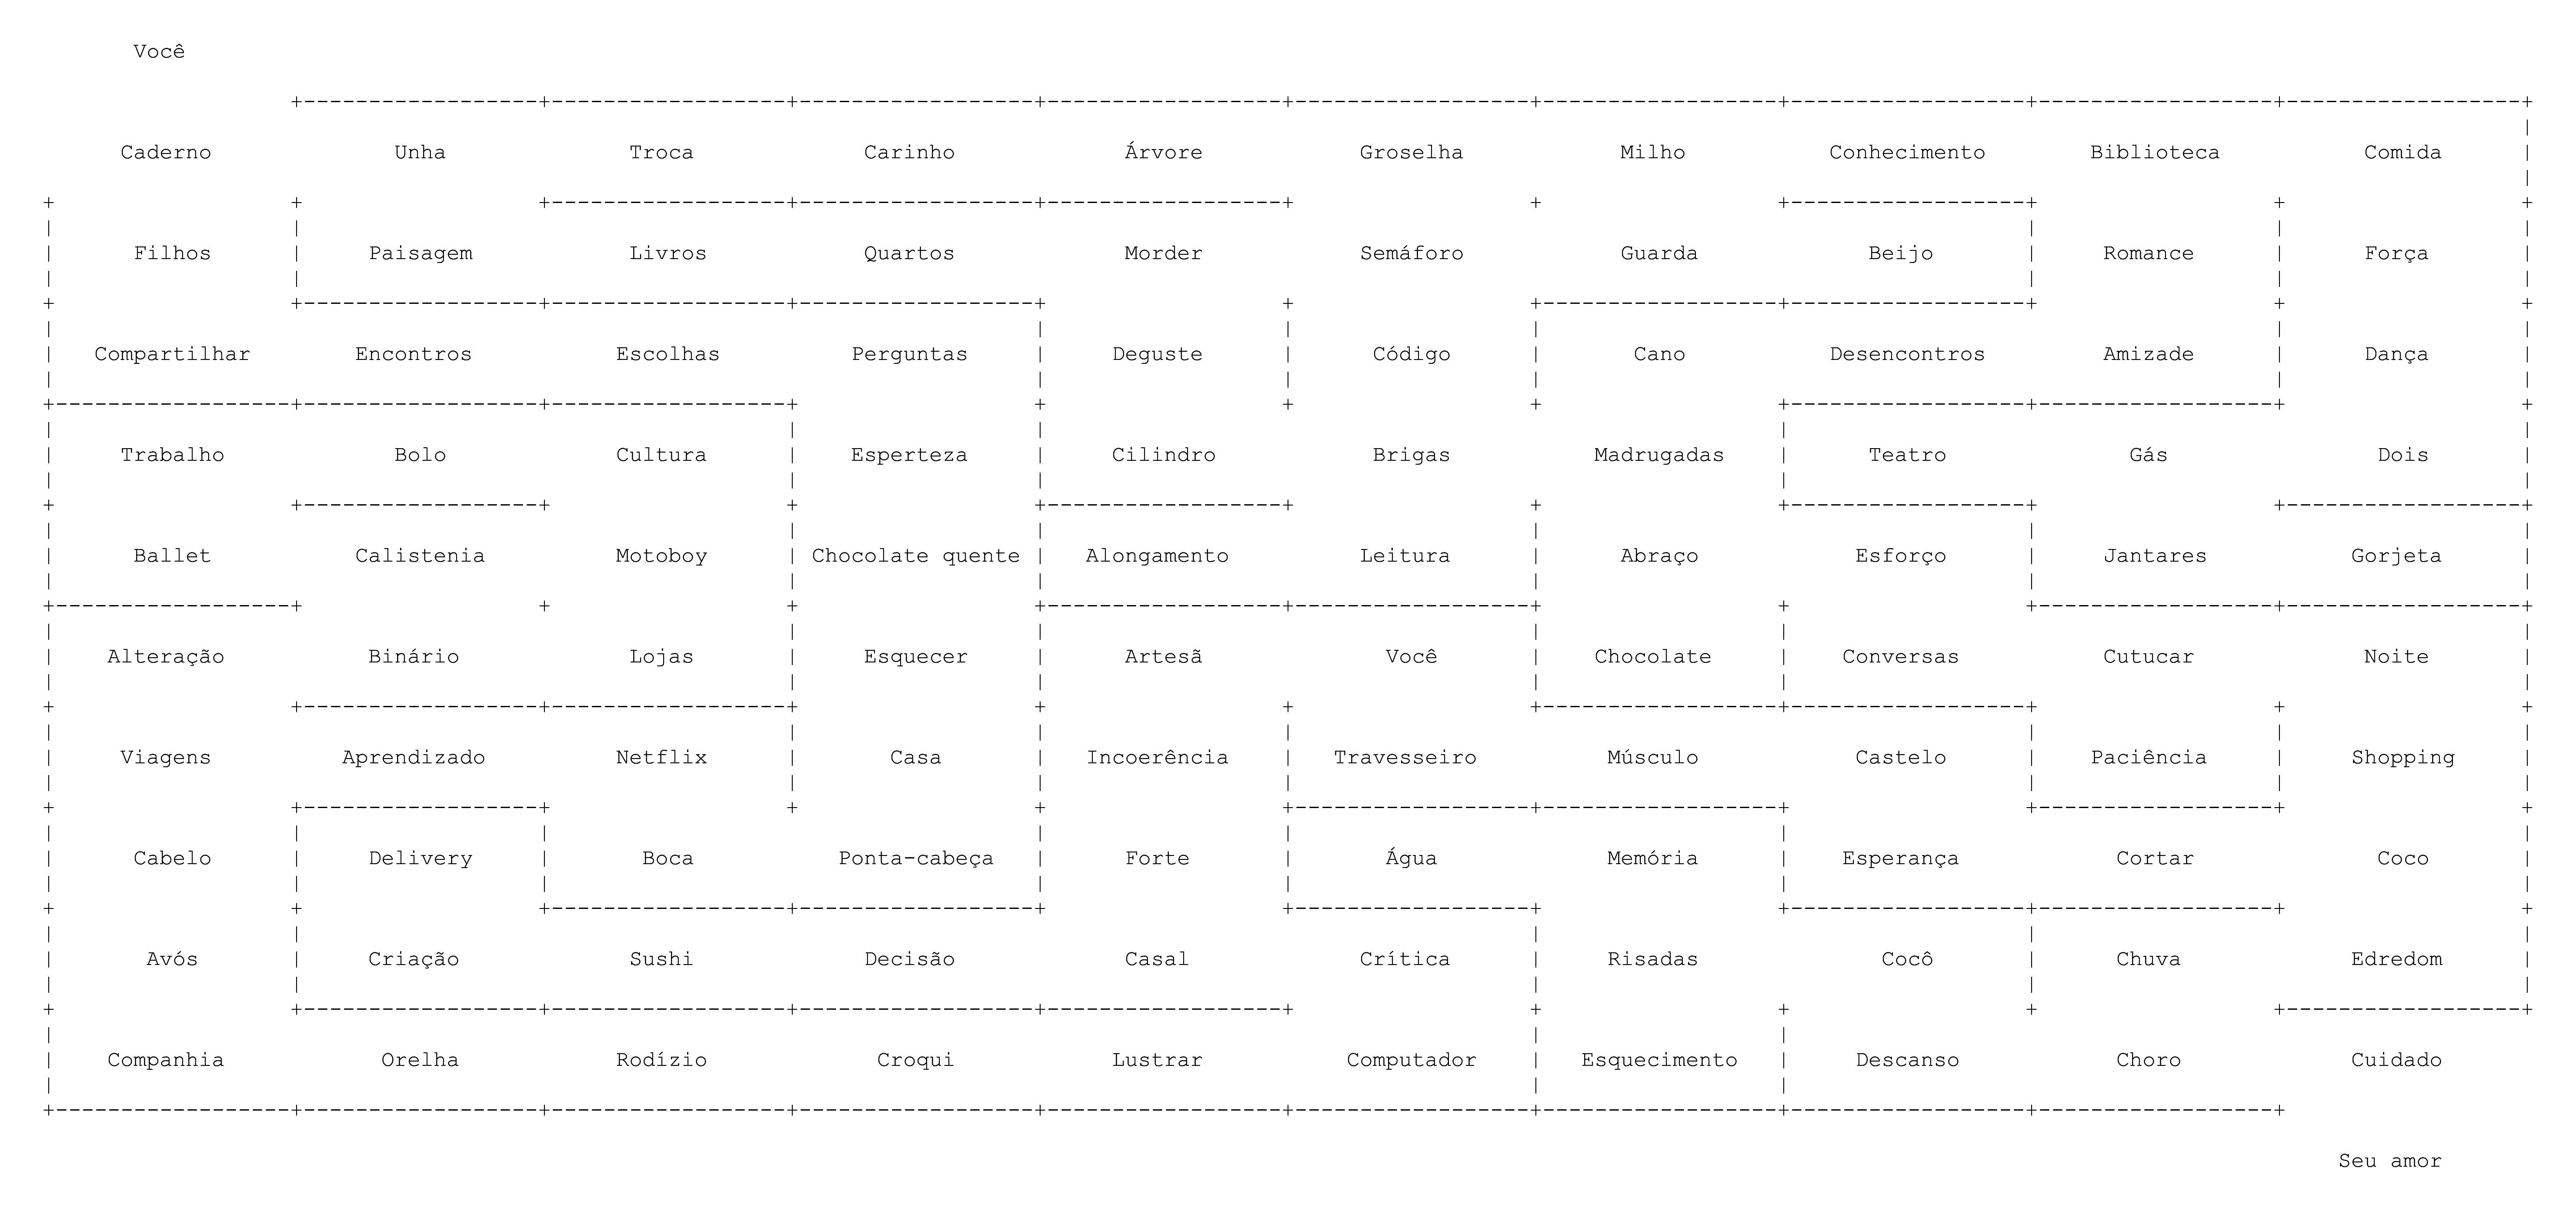 Você
Caderno Unha Troca Carinho Árvore Groselha Milho Conhecimento Biblioteca Comida
Filhos Paisagem Livros Quartos Morder Semáforo Guarda Beijo Romance Força
Compartilhar Encontros Escolhas Perguntas Deguste Código Cano Desencontros Amizade Dança
Trabalho Bolo Cultura Esperteza Cilindro Brigas Madrugadas Teatro Gás Dois
Ballet Calistenia Motoboy Chocolate quente Alongamento Leitura Abraço Esforço Jantares Gorjeta
Alteração Binário Lojas Esquecer Artesã Você Chocolate Conversas Cutucar Noite
Viagens Aprendizado Netflix Casa Incoerência Travesseiro Músculo Castelo Paciência Shopping
Cabelo Delivery Boca Ponta-cabeça Forte Água Memória Esperança Cortar Coco
Avós Criação Sushi Decisão Casal Crítica Risadas Cocô Chuva Edredom
Companhia Orelha Rodízio Croqui Lustrar Computador Esquecimento Descanso Choro Cuidado
Seu amor